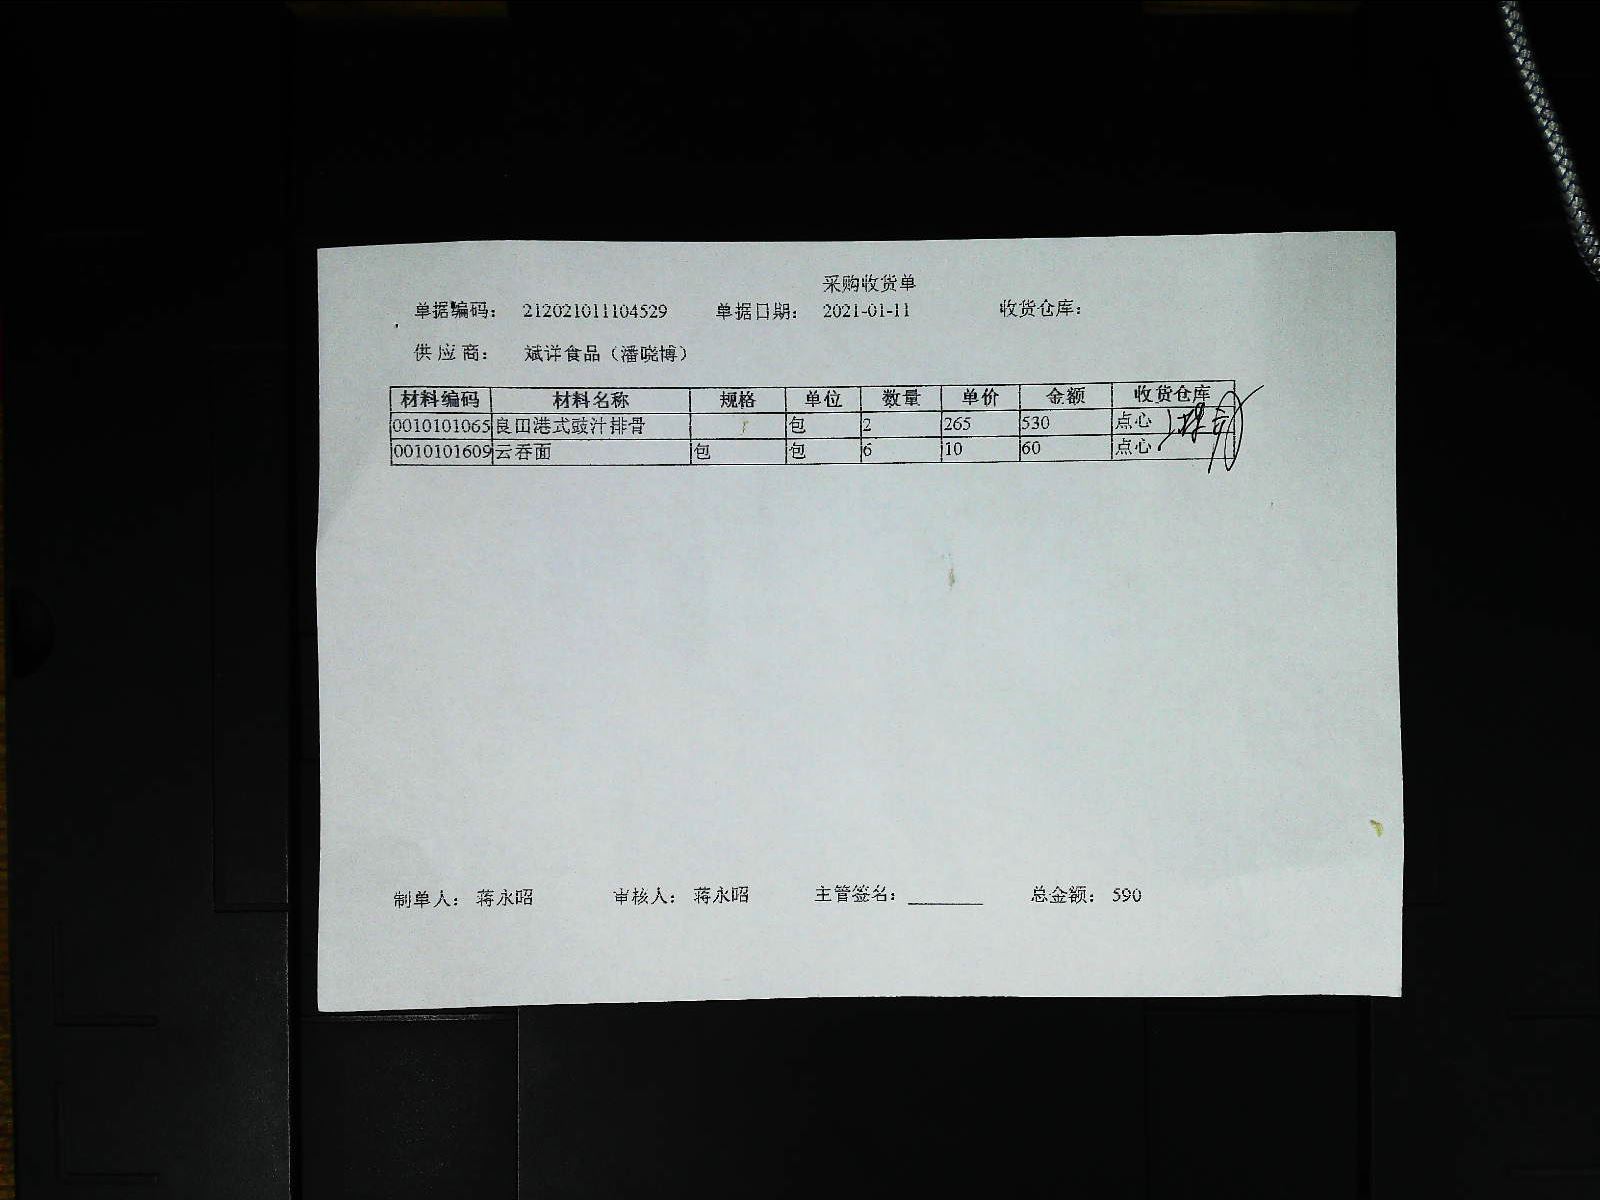 采购收货单
单据编码： 212021011104529 单据日期： 2021-01-11 收货仓库：
供应商： 斌详食品（潘晓博）
材料编码 材料名称 规格 单位 数量 单价 金额 收货仓库
0010101065 良田港式豉汁排骨 包 2 265 530 点心
0010101609 云吞面 包 包 6 10 60 点心
制单人： 蒋永昭 审核人： 蒋永昭 主管签名： 总金额： 590